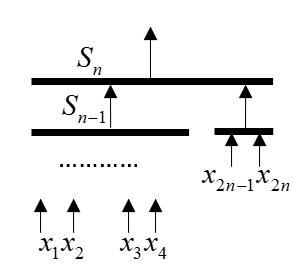 Sₙ
Sₙ₋₁
…………
x₂ₙ₋₁x₂ₙ
x₁x₂ x₃x₄